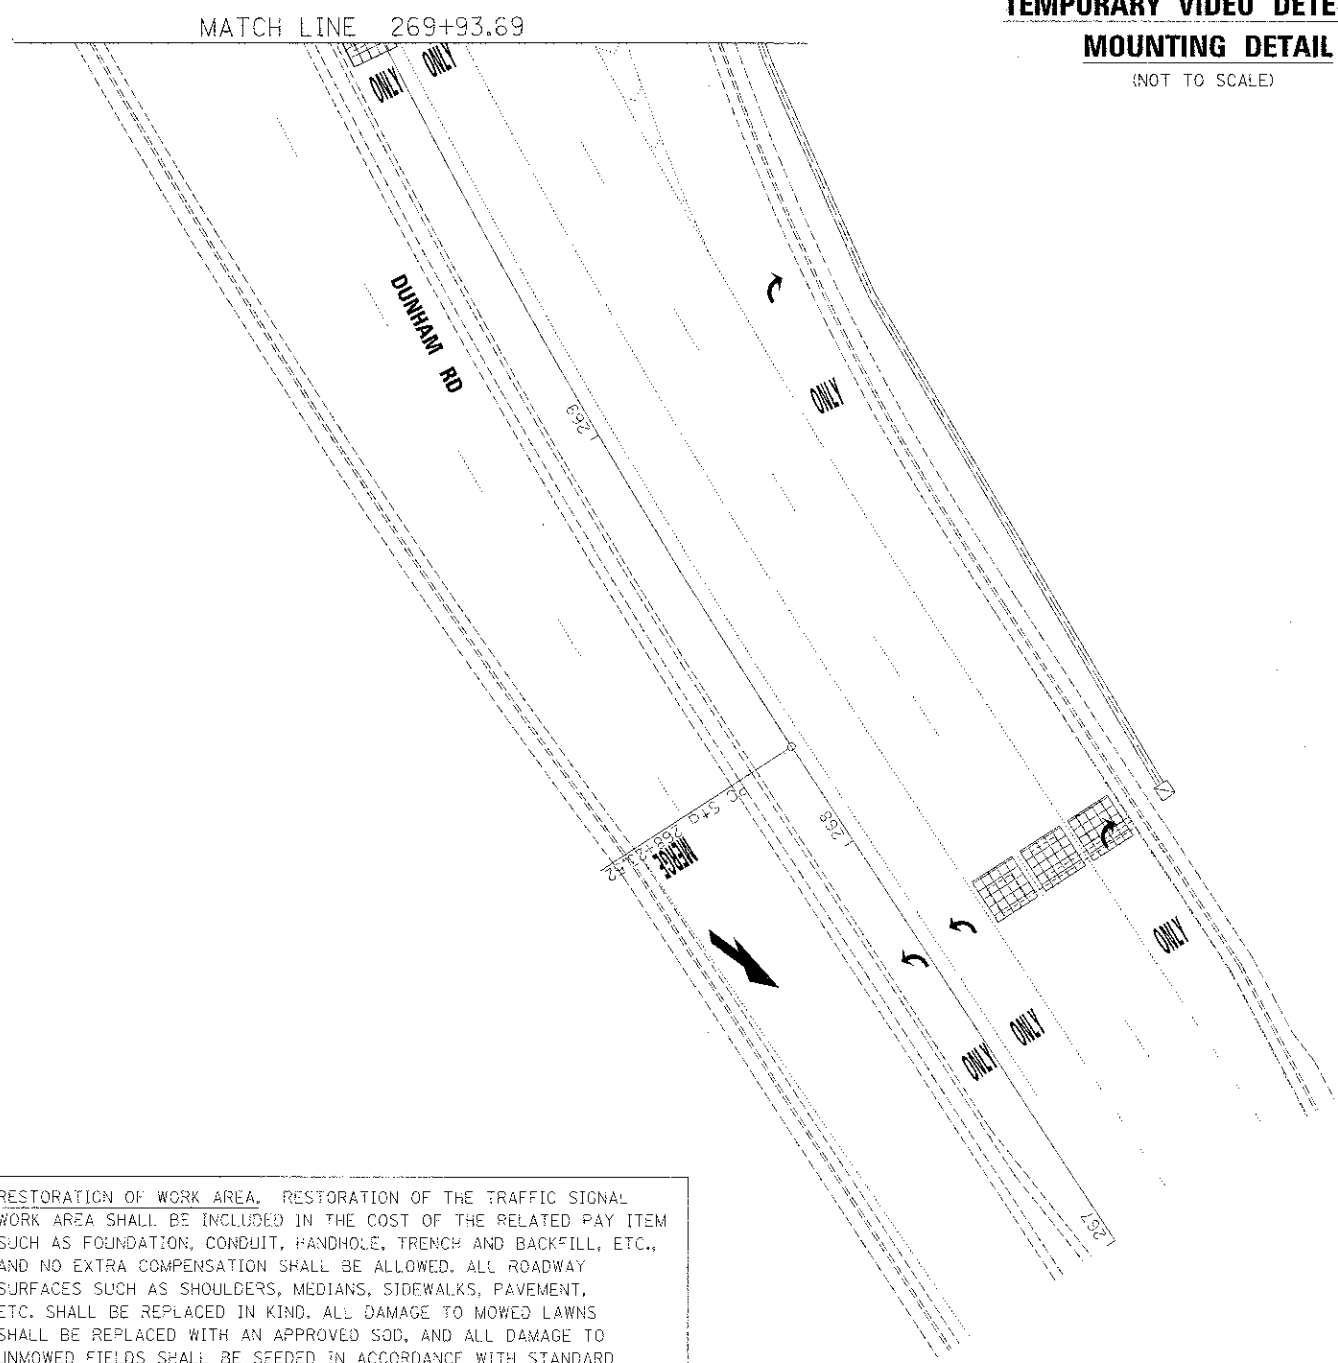 TEMPORARY VIDEO DETE
MOUNTING DETAIL
(NOT TO SCALE)
MATCH LINE 269+93.69
ONLY
ONLY
DUNHAM RD
ONLY
269
PC Sta 268+23.42
268
MERGE
ONLY
ONLY
ONLY
267
RESTORATION OF WORK AREA. RESTORATION OF THE TRAFFIC SIGNAL
WORK AREA SHALL BE INCLUDED IN THE COST OF THE RELATED PAY ITEM
SUCH AS FOUNDATION, CONDUIT, HANDHOLE, TRENCH AND BACKFILL, ETC.,
AND NO EXTRA COMPENSATION SHALL BE ALLOWED. ALL ROADWAY
SURFACES SUCH AS SHOULDERS, MEDIANS, SIDEWALKS, PAVEMENT,
ETC. SHALL BE REPLACED IN KIND. ALL DAMAGE TO MOWED LAWNS
SHALL BE REPLACED WITH AN APPROVED SOD, AND ALL DAMAGE TO
UNMOWED FIELDS SHALL BE SEEDED IN ACCORDANCE WITH STANDARD